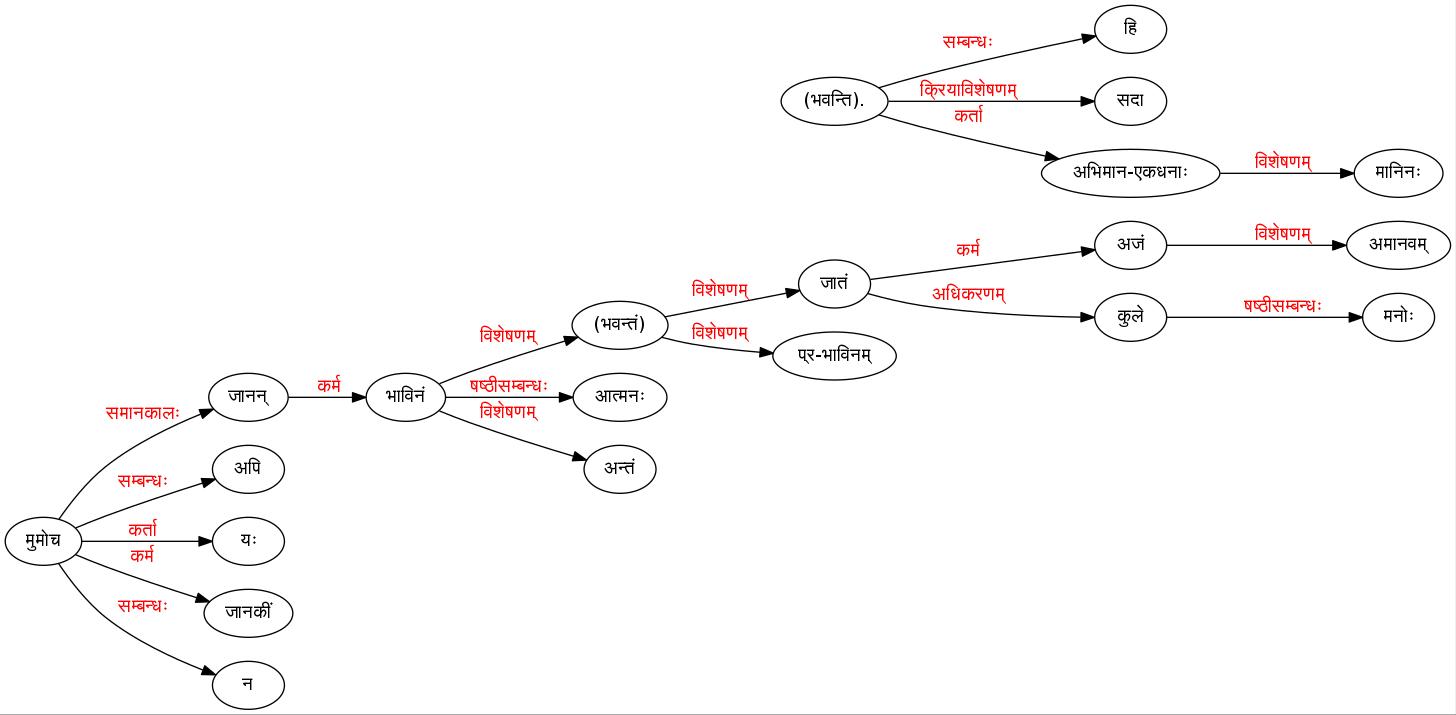 हि
सम्बन्धः
(भवन्ति).
क्रियाविशेषणम्
सदा
कर्ता
अभिमान-एकधनाः
विशेषणम्
मानिनः
अजं
विशेषणम्
अमानवम्
कर्म
जातं
विशेषणम्
अधिकरणम्
कुले
षष्ठीसम्बन्धः
मनोः
(भवन्तं)
विशेषणम्
विशेषणम्
प्र-भाविनम्
जानन्
कर्म
भाविनं
षष्ठीसम्बन्धः
आत्मनः
समानकालः
विशेषणम्
अन्तं
अपि
सम्बन्धः
मुमोच
कर्ता
यः
कर्म
जानकीं
सम्बन्धः
न